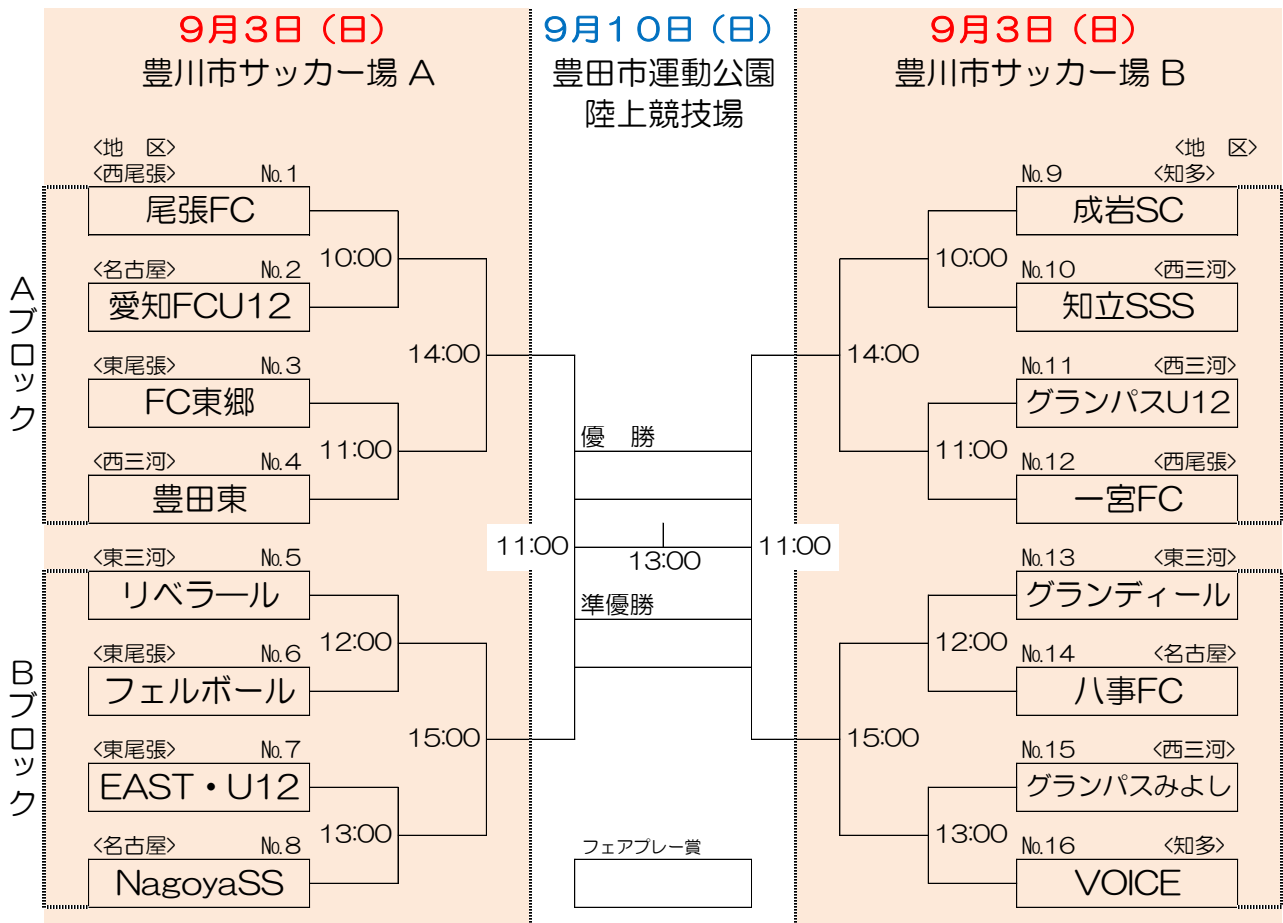 9月3日（日）
豊川市サッカー場 A
9月10日（日）
豊田市運動公園
陸上競技場
9月3日（日）
豊川市サッカー場 B
<地　区>
<西尾張> No.1
尾張FC
10:00
<名古屋> No.2
愛知FCU12
14:00
<東尾張> No.3
FC東郷
11:00
<西三河> No.4
豊田東
Aブロック
<東三河> No.5
リベラール
12:00
<東尾張> No.6
フェルボール
15:00
<東尾張> No.7
EAST・U12
13:00
<名古屋> No.8
NagoyaSS
Bブロック
優　勝
11:00
13:00
11:00
準優勝
フェアプレー賞
<地　区>
No.9 <知多>
成岩SC
10:00
No.10 <西三河>
知立SSS
14:00
No.11 <西三河>
グランパスU12
11:00
No.12 <西尾張>
一宮FC
No.13 <東三河>
グランディール
12:00
No.14 <名古屋>
八事FC
15:00
No.15 <西三河>
グランパスみよし
13:00
No.16 <知多>
VOICE